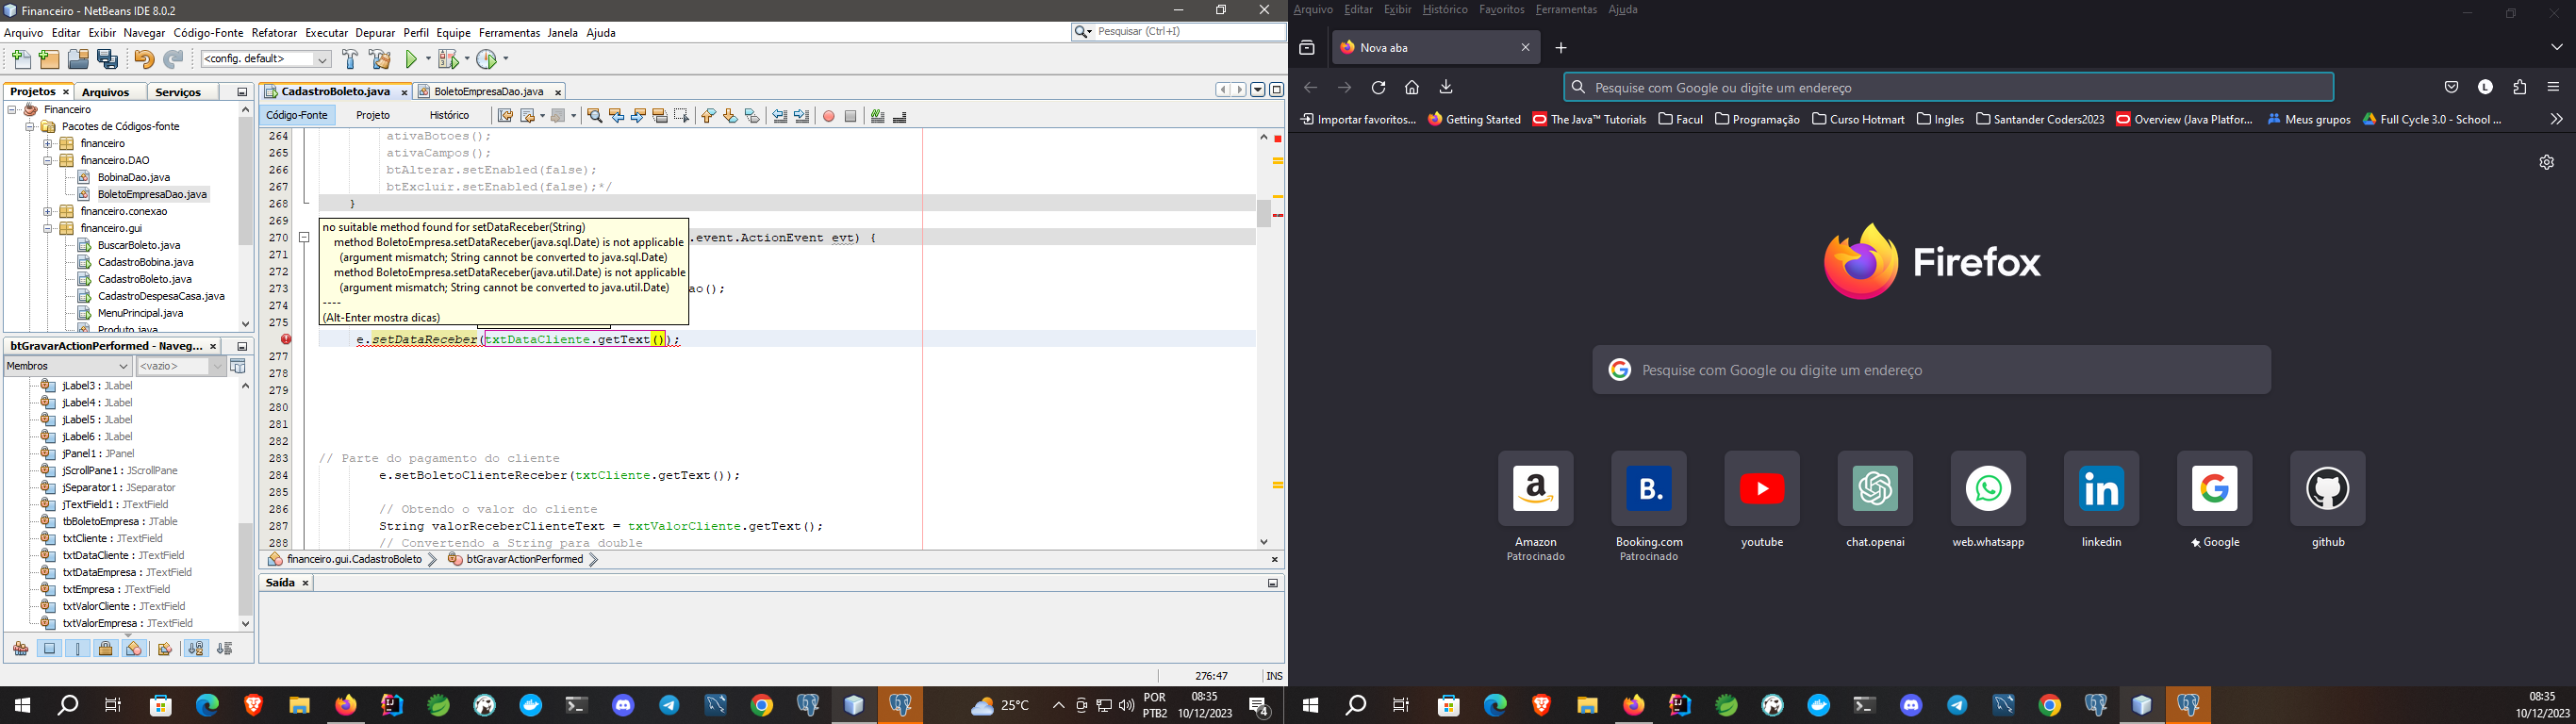 Financeiro - NetBeans IDE 8.0.2
Arquivo Editar Exibir Navegar Código-Fonte Refatorar Executar Depurar Perfil Equipe Ferramentas Janela Ajuda
Pesquisar (Ctrl+I)
<config. default>
Projetos × Arquivos Serviços
Financeiro
Pacotes de Códigos-fonte
financeiro
financeiro.DAO
BobinaDao.java
BoletoEmpresaDao.java
financeiro.conexao
financeiro.gui
BuscarBoleto.java
CadastroBobina.java
CadastroBoleto.java
CadastroDespesaCasa.java
MenuPrincipal.java
Produto.java
btGravarActionPerformed - Naveg... ×
Membros <vazio>
jLabel3 : JLabel
jLabel4 : JLabel
jLabel5 : JLabel
jLabel6 : JLabel
jPanel1 : JPanel
jScrollPane1 : JScrollPane
jSeparator1 : JSeparator
jTextField1 : JTextField
tbBoletoEmpresa : JTable
txtCliente : JTextField
txtDataCliente : JTextField
txtDataEmpresa : JTextField
txtEmpresa : JTextField
txtValorCliente : JTextField
txtValorEmpresa : JTextField
CadastroBoleto.java × BoletoEmpresaDao.java ×
Código-Fonte Projeto Histórico
264 ativaBotoes();
265 ativaCampos();
266 btAlterar.setEnabled(false);
267 btExcluir.setEnabled(false);*/
268 }
269
270 .event.ActionEvent evt) {
271
272
273 ao();
274
275
no suitable method found for setDataReceber(String)
method BoletoEmpresa.setDataReceber(java.sql.Date) is not applicable
(argument mismatch; String cannot be converted to java.sql.Date)
method BoletoEmpresa.setDataReceber(java.util.Date) is not applicable
(argument mismatch; String cannot be converted to java.util.Date)
----
(Alt-Enter mostra dicas)
e.setDataReceber(txtDataCliente.getText());
277
278
279
280
281
282
283 // Parte do pagamento do cliente
284 e.setBoletoClienteReceber(txtCliente.getText());
285
286 // Obtendo o valor do cliente
287 String valorReceberClienteText = txtValorCliente.getText();
288 // Convertendo a String para double
financeiro.gui.CadastroBoleto btGravarActionPerformed
Saída ×
276:47 INS
25°C
POR
PTB2
08:35
10/12/2023
4
Arquivo Editar Exibir Histórico Favoritos Ferramentas Ajuda
Nova aba
Pesquise com Google ou digite um endereço
L
Importar favoritos... Getting Started The Java™ Tutorials Facul Programação Curso Hotmart Ingles Santander Coders2023 Overview (Java Platfor... Meus grupos Full Cycle 3.0 - School ...
Firefox
Pesquise com Google ou digite um endereço
a
B.
in
G
Amazon
Patrocinado
Booking.com
Patrocinado
youtube
chat.openai
web.whatsapp
linkedin
Google
github
08:35
10/12/2023